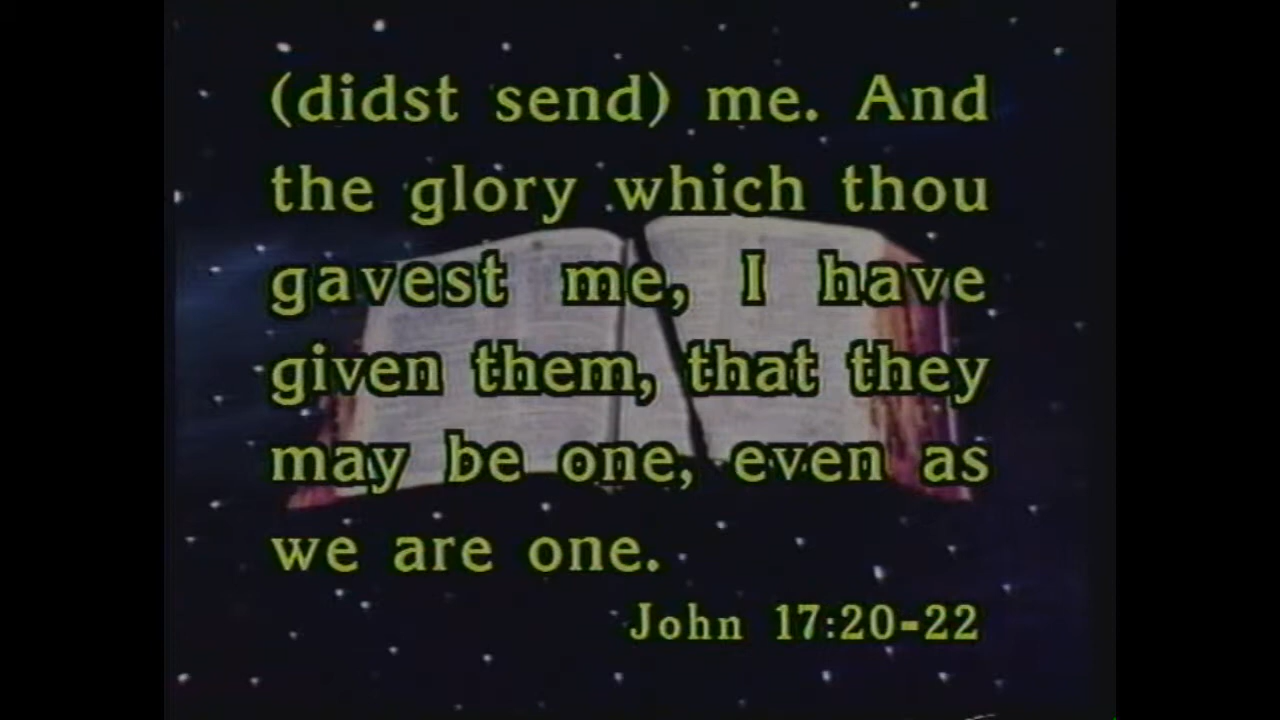 (didst send) me. And
the glory which thou
gavest me, I have
given them, that they
may be one, even as
we are one.
John 17:20-22